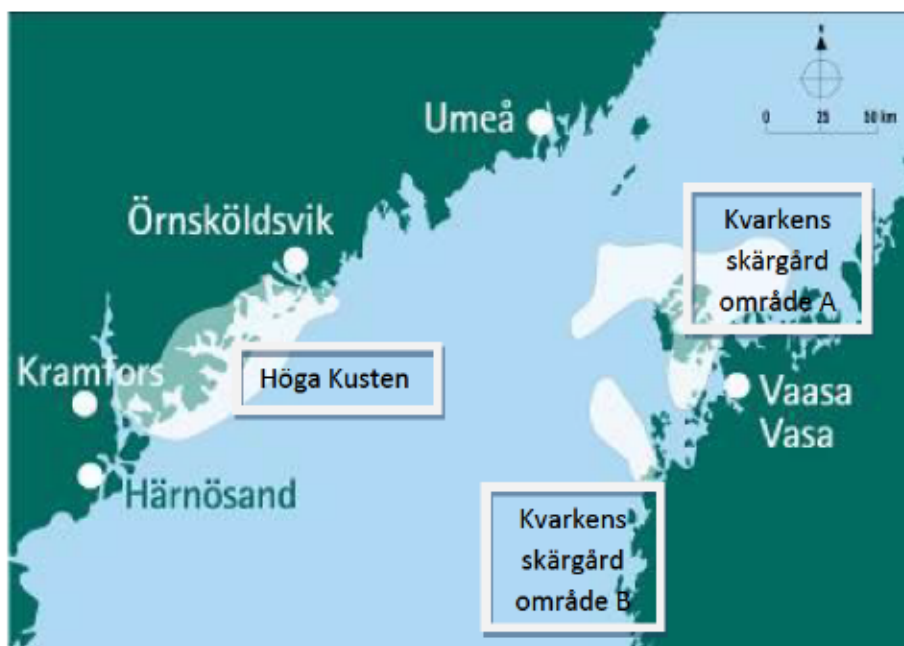 N
0 25 50 km
Umeå
Kvarkens
skärgård
område A
Örnsköldsvik
Höga Kusten
Kramfors
Vaasa
Vasa
Härnösand
Kvarkens
skärgård
område B